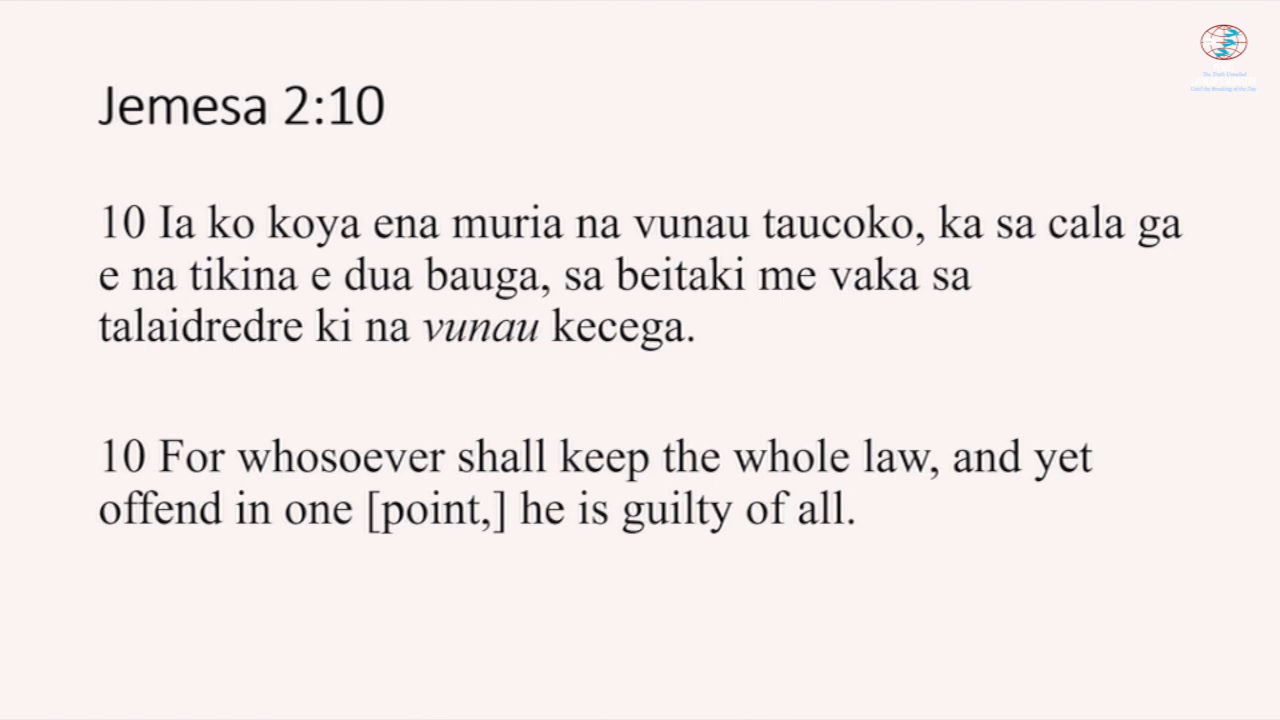 Jemesa 2:10
10 Ia ko koya ena muria na vunau taucoko, ka sa cala ga
e na tikina e dua bauga, sa beitaki me vaka sa
talaidredre ki na vunau kecega.
10 For whosoever shall keep the whole law, and yet
offend in one [point,] he is guilty of all.